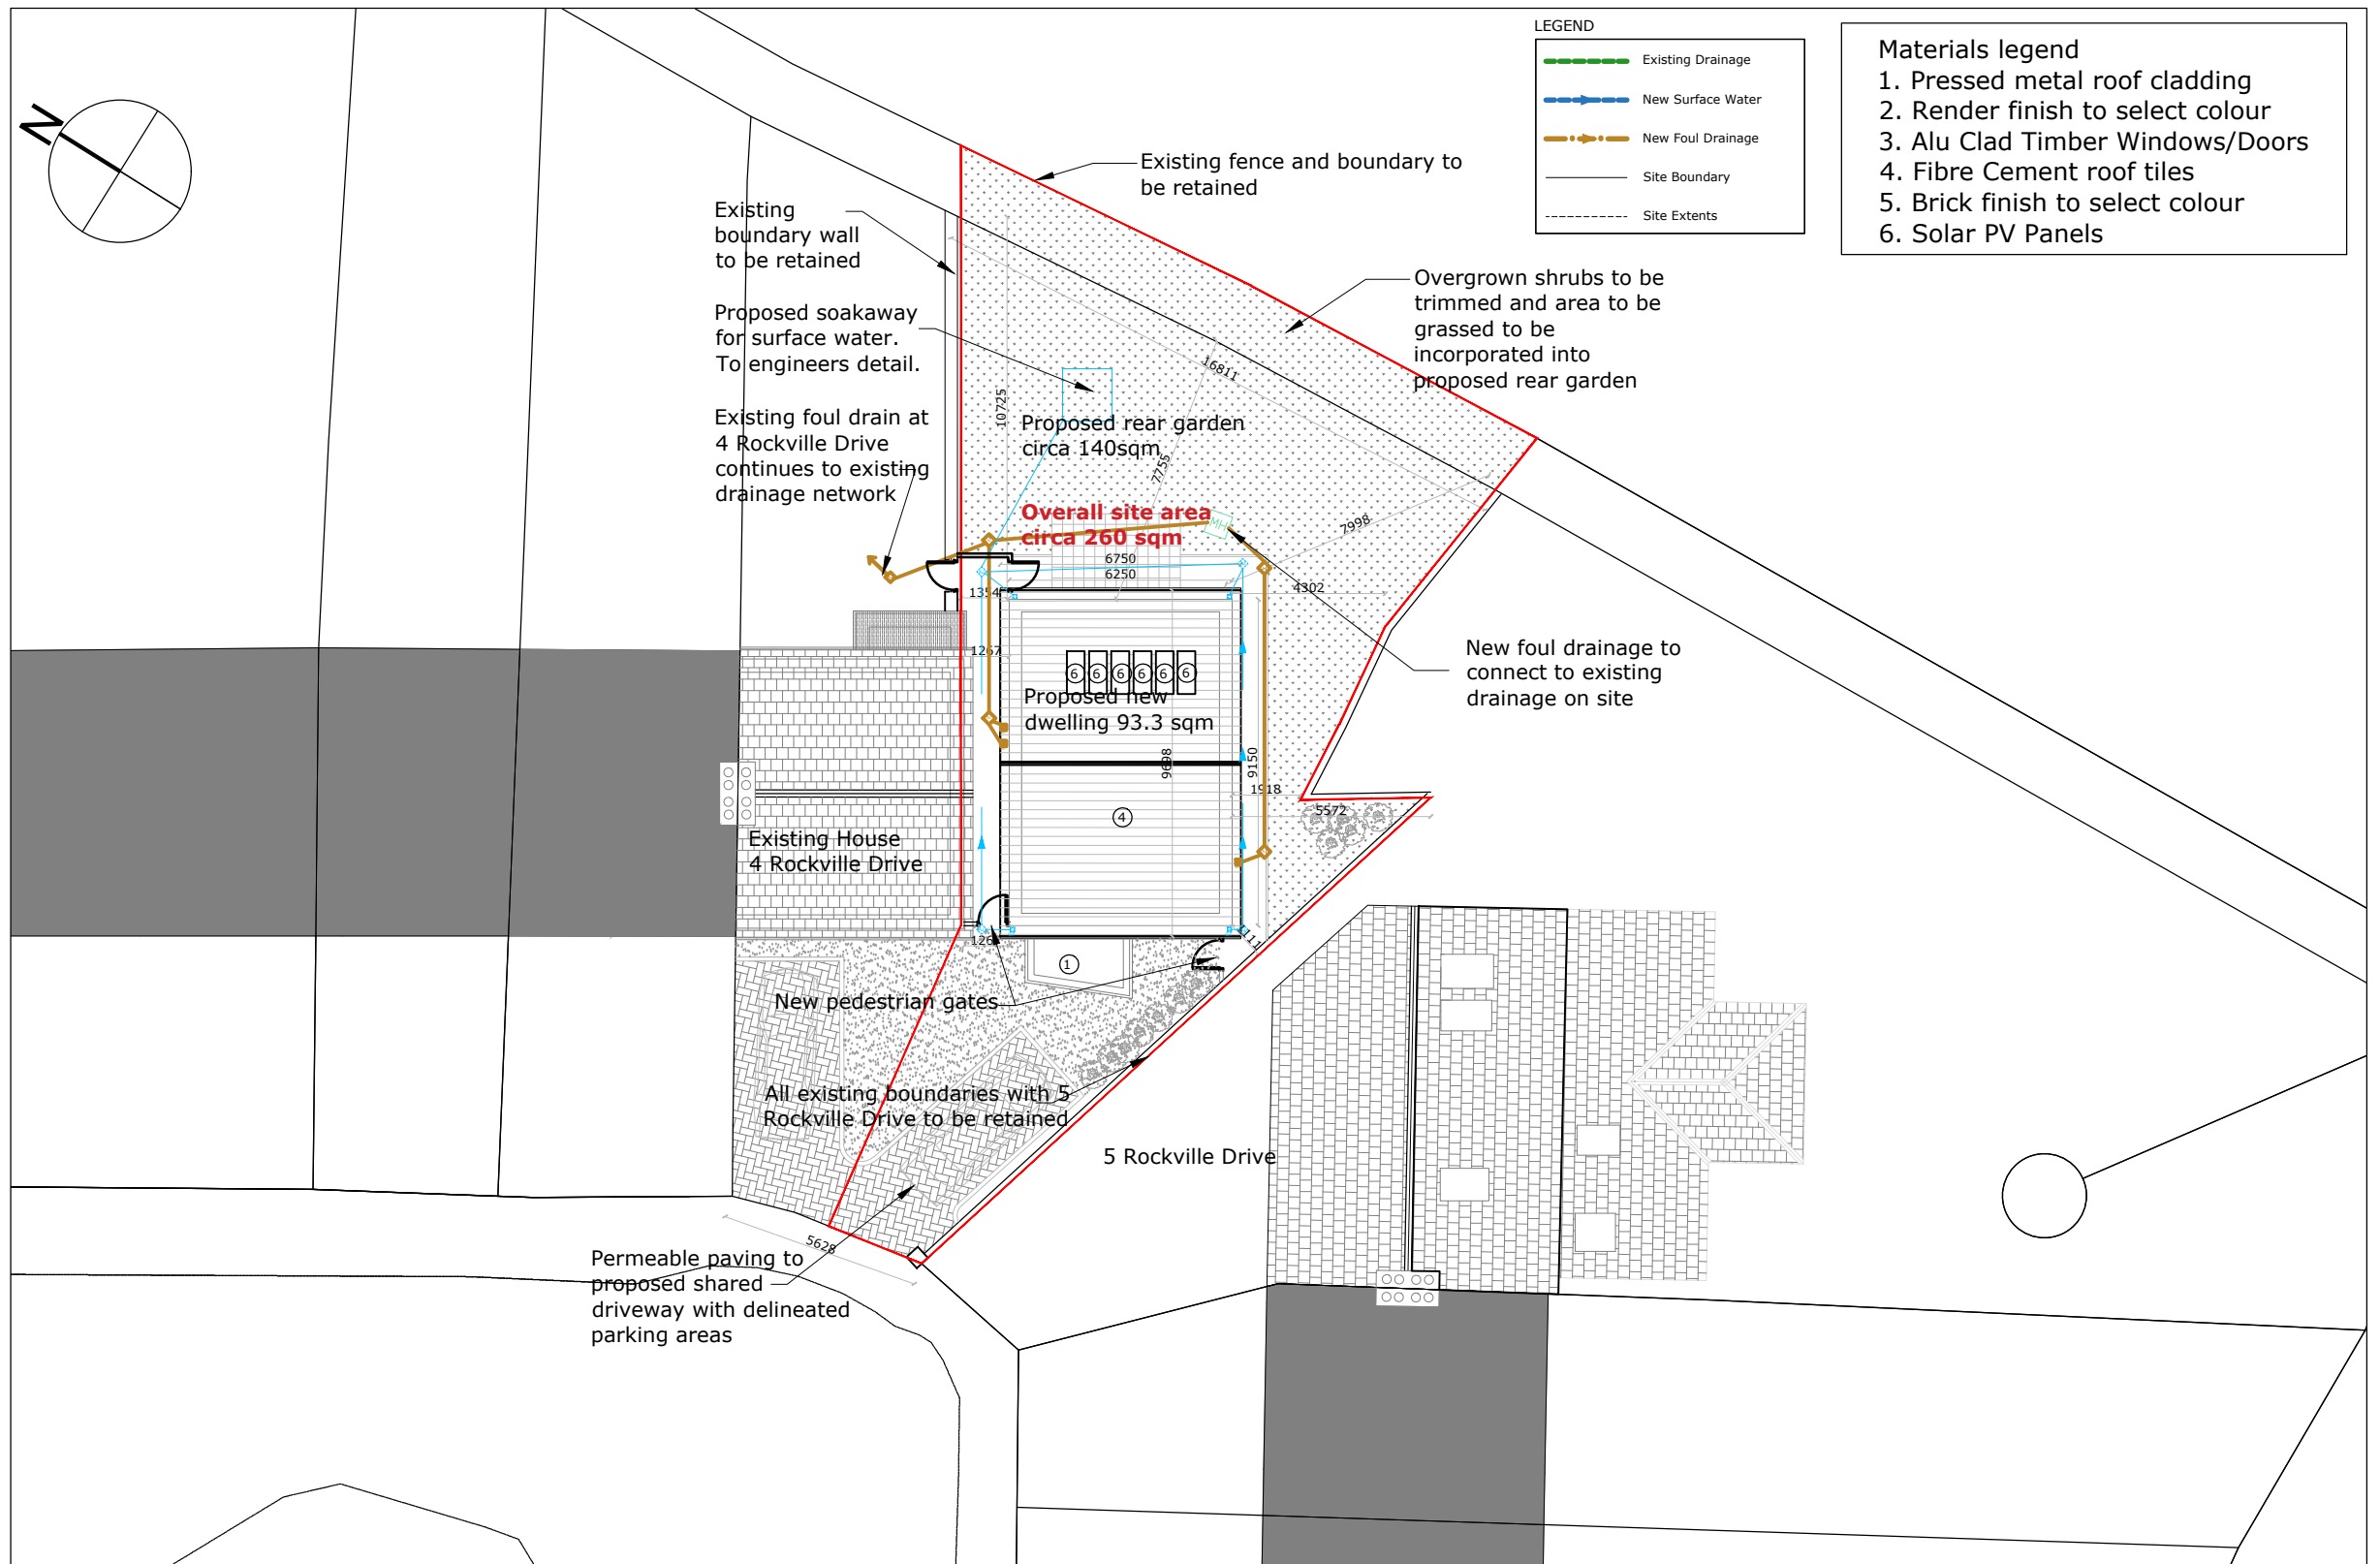 N
LEGEND
Existing Drainage
New Surface Water
New Foul Drainage
Site Boundary
Site Extents
Materials legend
1. Pressed metal roof cladding
2. Render finish to select colour
3. Alu Clad Timber Windows/Doors
4. Fibre Cement roof tiles
5. Brick finish to select colour
6. Solar PV Panels
Existing fence and boundary to
be retained
Existing
boundary wall
to be retained
Overgrown shrubs to be
trimmed and area to be
grassed to be
incorporated into
proposed rear garden
Proposed soakaway
for surface water.
To engineers detail.
16811
10725
Existing foul drain at
4 Rockville Drive
continues to existing
drainage network
Proposed rear garden
circa 140sqm
7755
Overall site area
circa 260 sqm
MH
7998
6750
6250
1354
4302
1267
New foul drainage to
connect to existing
drainage on site
6 6 6 6 6 6
Proposed new
dwelling 93.3 sqm
9698
9150
1918
5572
4
Existing House
4 Rockville Drive
126
111
1
New pedestrian gates
All existing boundaries with 5
Rockville Drive to be retained
5 Rockville Drive
5628
Permeable paving to
proposed shared
driveway with delineated
parking areas